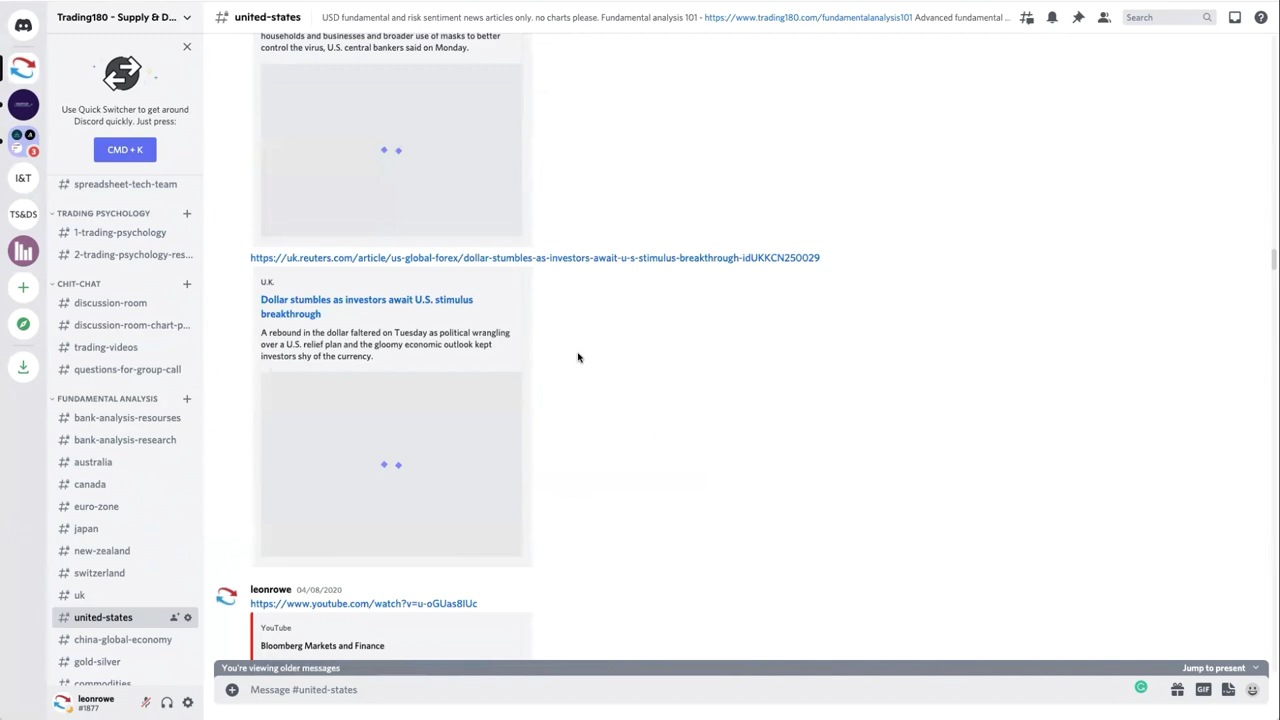 Trading180 - Supply & D...
united-states
USD fundamental and risk sentiment news articles only. no charts please. Fundamental analysis 101 - https://www.trading180.com/fundamentalanalysis101 Advanced fundamental ...
Search
Use Quick Switcher to get around
Discord quickly. Just press:
CMD + K
I&T
TS&DS
3
spreadsheet-tech-team
TRADING PSYCHOLOGY
1-trading-psychology
2-trading-psychology-res...
CHIT-CHAT
discussion-room
discussion-room-chart-p...
trading-videos
questions-for-group-call
FUNDAMENTAL ANALYSIS
bank-analysis-resourses
bank-analysis-research
australia
canada
euro-zone
japan
new-zealand
switzerland
uk
united-states
china-global-economy
gold-silver
commodities
leonrowe
#1877
households and businesses and broader use of masks to better
control the virus, U.S. central bankers said on Monday.
https://uk.reuters.com/article/us-global-forex/dollar-stumbles-as-investors-await-u-s-stimulus-breakthrough-idUKKCN250029
U.K.
Dollar stumbles as investors await U.S. stimulus
breakthrough
A rebound in the dollar faltered on Tuesday as political wrangling
over a U.S. relief plan and the gloomy economic outlook kept
investors shy of the currency.
leonrowe 04/08/2020
https://www.youtube.com/watch?v=u-oGUas8lUc
YouTube
Bloomberg Markets and Finance
You're viewing older messages
Jump to present
Message #united-states
GIF